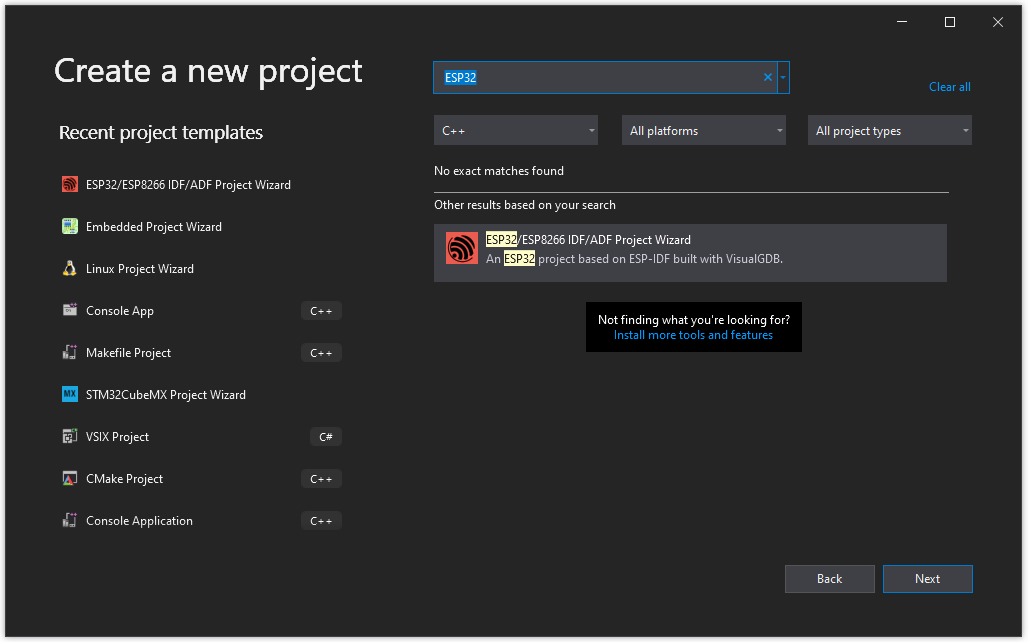 Create a new project
ESP32
Clear all
C++
All platforms
All project types
Recent project templates
ESP32/ESP8266 IDF/ADF Project Wizard
Embedded Project Wizard
Linux Project Wizard
Console App C++
Makefile Project C++
MX STM32CubeMX Project Wizard
VSIX Project C#
CMake Project C++
Console Application C++
No exact matches found
Other results based on your search
ESP32/ESP8266 IDF/ADF Project Wizard
An ESP32 project based on ESP-IDF built with VisualGDB.
Not finding what you're looking for?
Install more tools and features
Back
Next